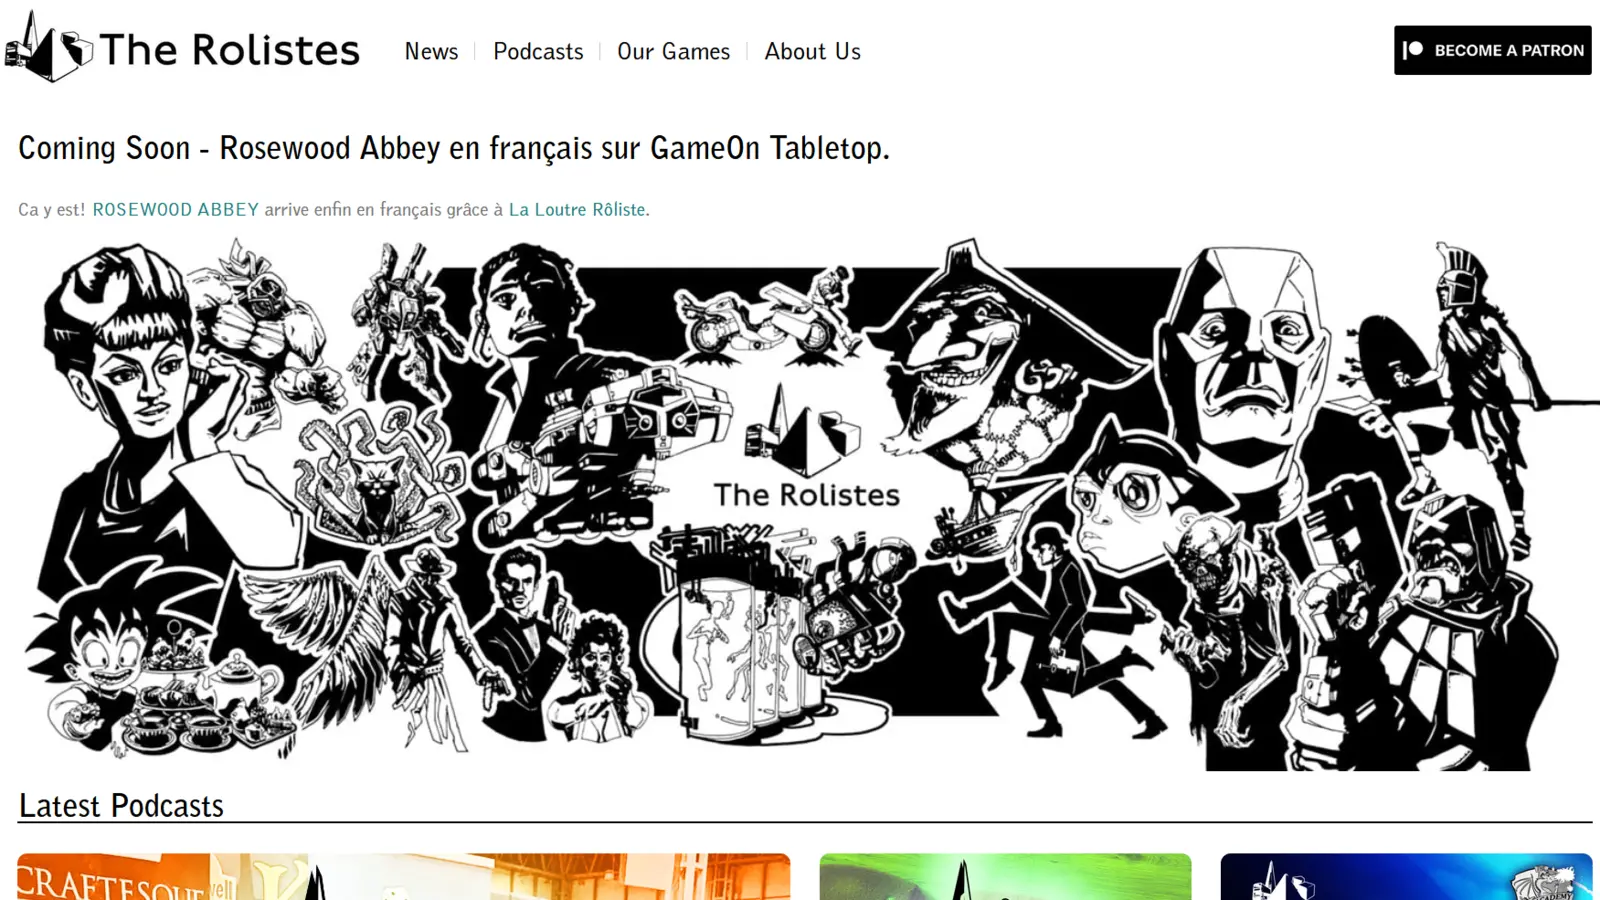 The Rolistes
News
Podcasts
Our Games
About Us
BECOME A PATRON
Coming Soon - Rosewood Abbey en français sur GameOn Tabletop.
Ca y est! ROSEWOOD ABBEY arrive enfin en français grâce à La Loutre Rôliste.
The Rolistes
Latest Podcasts
CRAFTESQUE